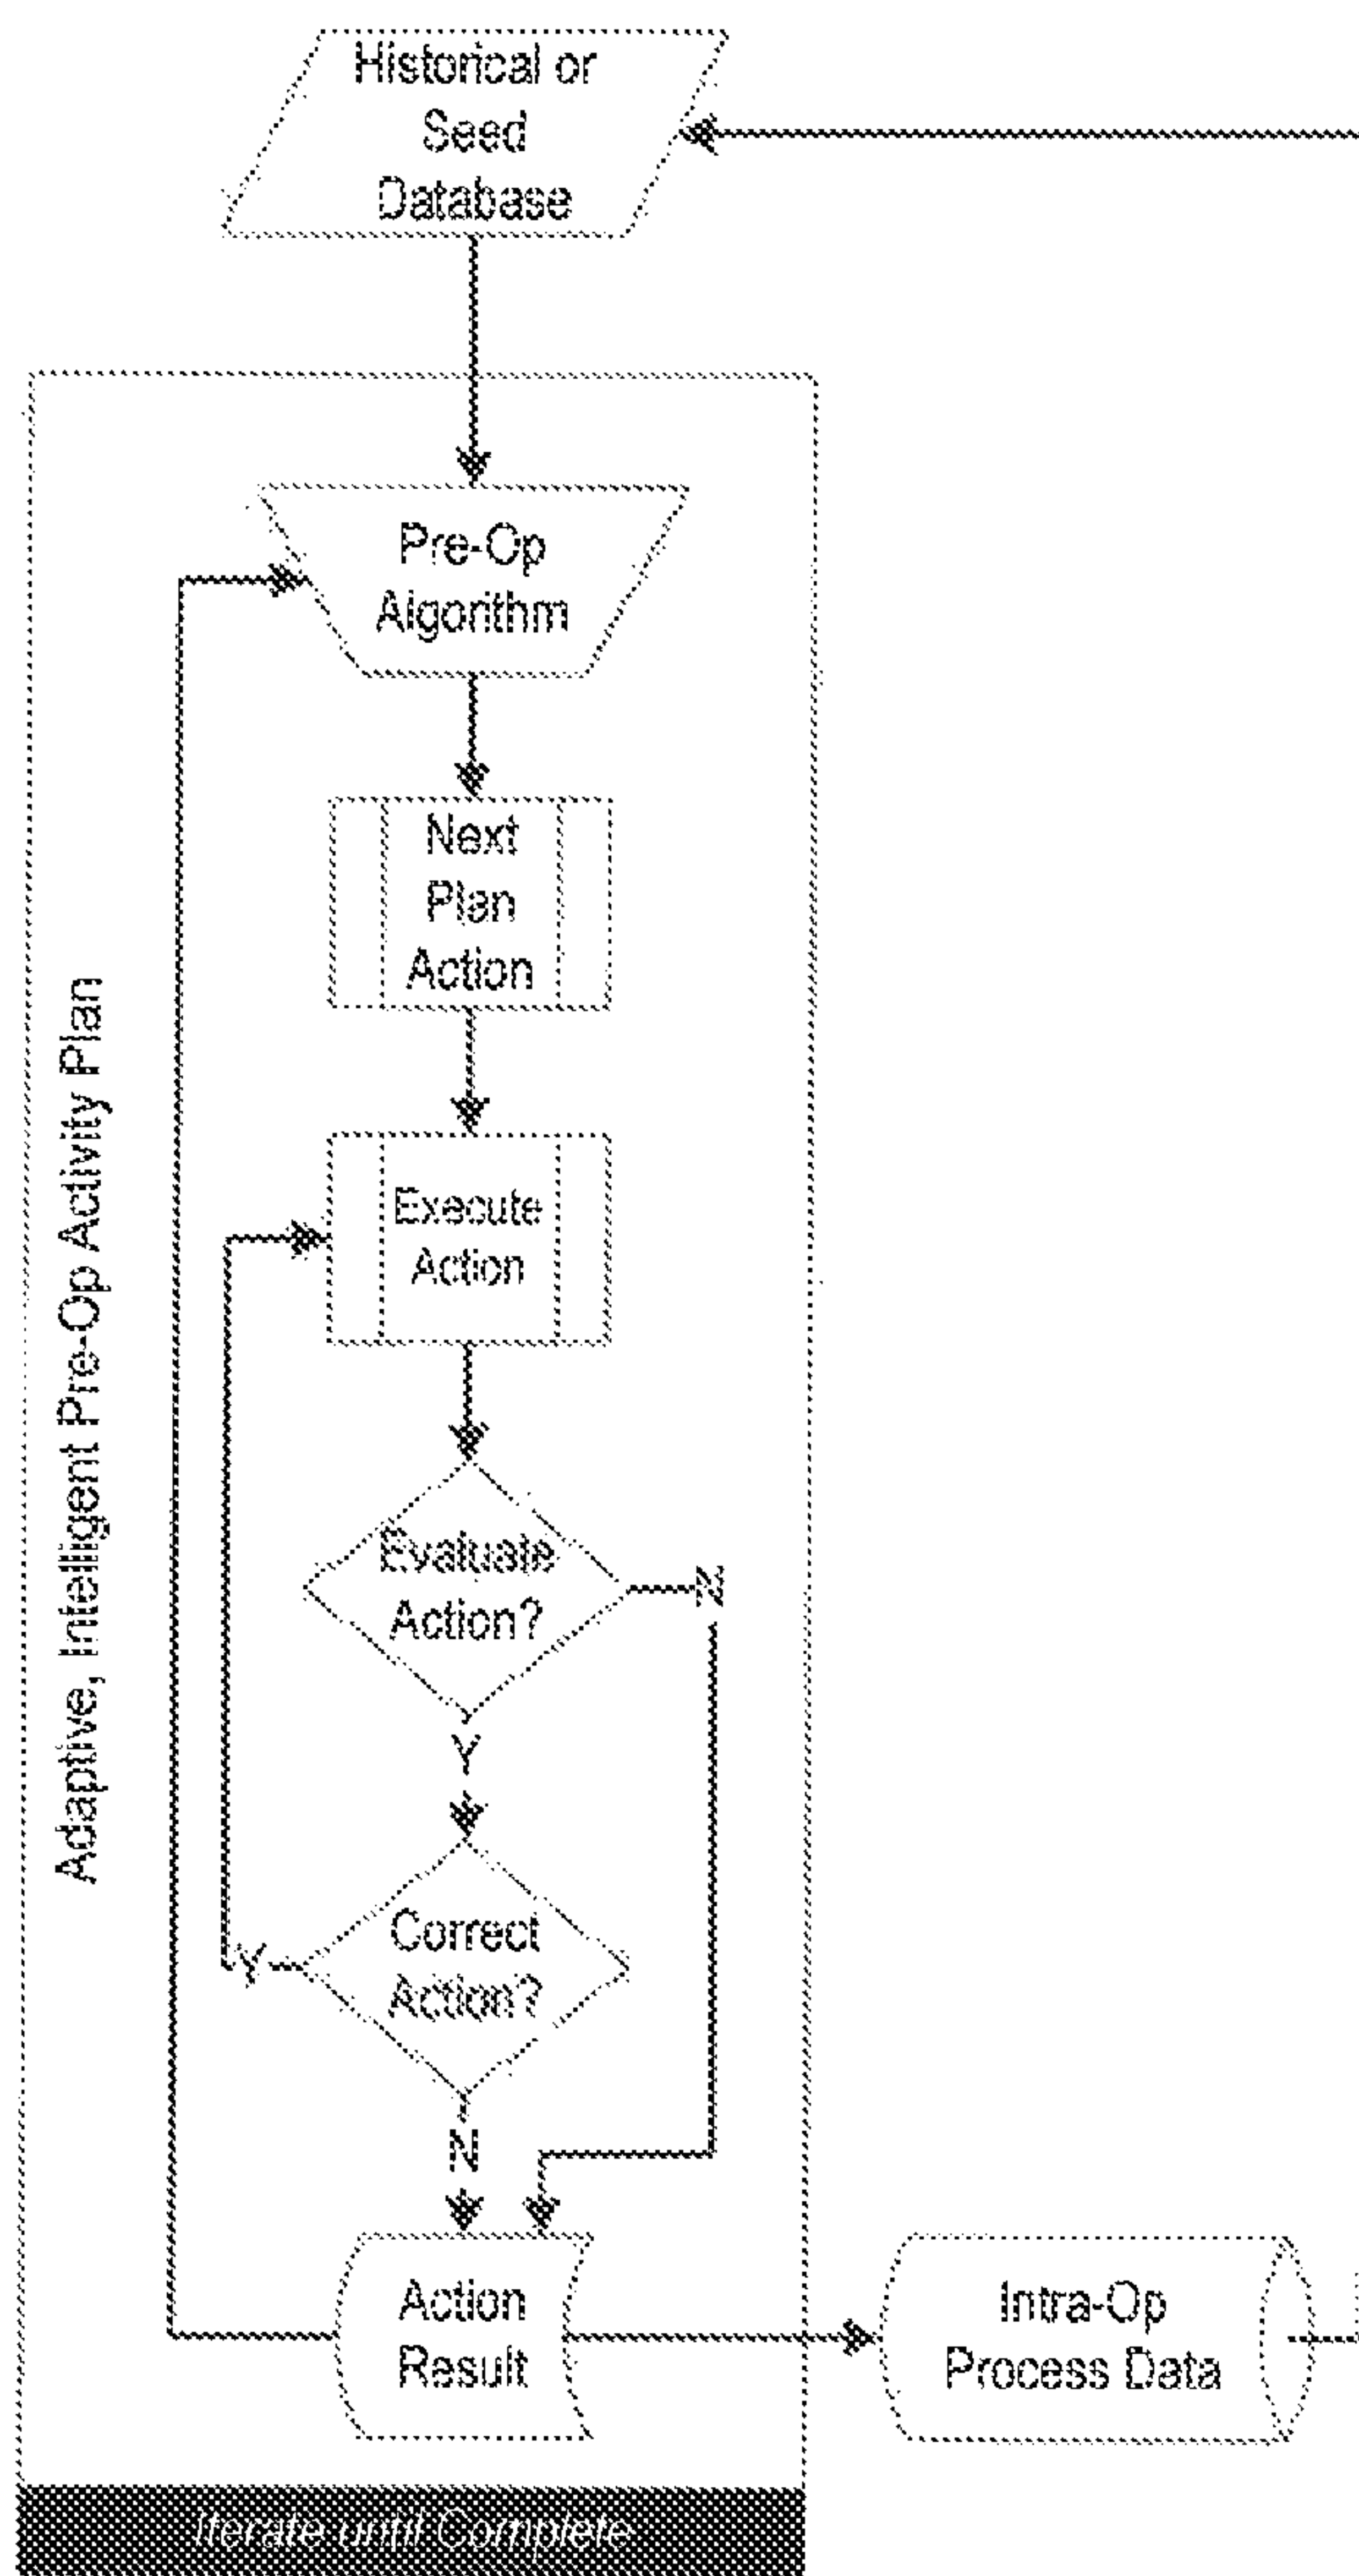 Historical or
Seed
Database
Adaptive, Intelligent Pre-Op Activity Plan
Pre-Op
Algorithm
Next
Plan
Action
Execute
Action
Evaluate
Action?
N
Y
Correct
Action?
Y
N
Action
Result
Intra-Op
Process Data
Iterate until Complete